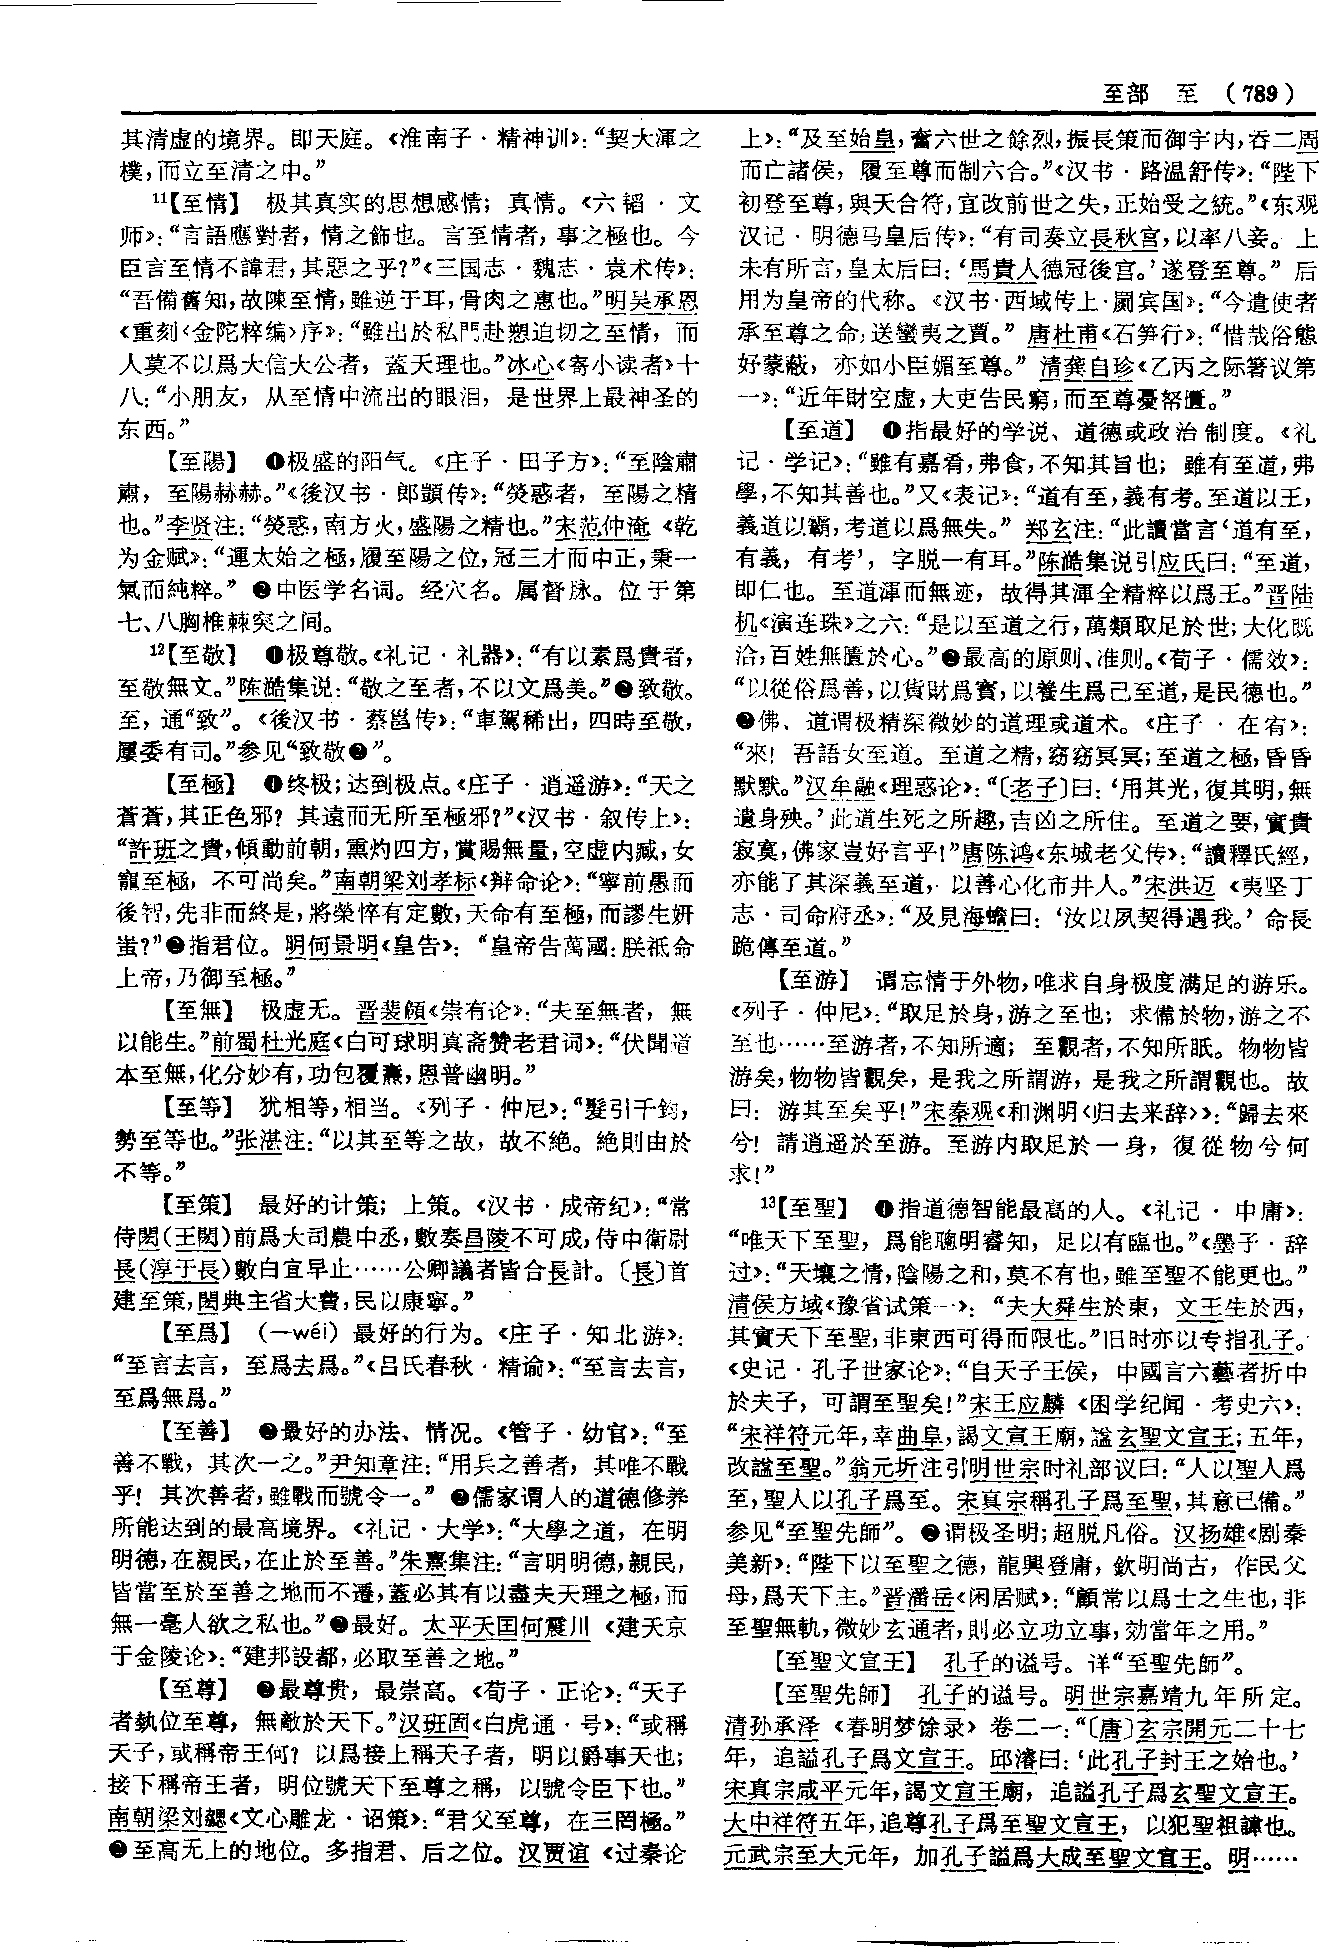 至部　至　（789）
其清虚的境界。即天庭。《淮南子·精神训》：“契大渾之
樸，而立至清之中。”
11【至情】　极其真实的思想感情；真情。《六韬·文
师》：“言語應對者，情之飾也。言至情者，事之極也。今
臣言至情不諱君，其惡之乎？”《三国志·魏志·袁术传》：
“吾備舊知，故陳至情，雖逆于耳，骨肉之惠也。”明吴承恩
《重刻〈金陀粹编〉序》：“雖出於私門赴愬迫切之至情，而
人莫不以爲大信大公者，蓋天理也。”冰心《寄小读者》十
八：“小朋友，从至情中流出的眼泪，是世界上最神圣的
东西。”
【至陽】　❶极盛的阳气。《庄子·田子方》：“至陰肅
肅，至陽赫赫。”《後汉书·郎顗传》：“熒惑者，至陽之精
也。”李贤注：“熒惑，南方火，盛陽之精也。”宋范仲淹《乾
为金赋》：“運太始之極，履至陽之位，冠三才而中正，秉一
氣而純粹。”❷中医学名词。经穴名。属督脉。位于第
七、八胸椎棘突之间。
12【至敬】　❶极尊敬。《礼记·礼器》：“有以素爲貴者，
至敬無文。”陈澔集说：“敬之至者，不以文爲美。”❷致敬。
至，通“致”。《後汉书·蔡邕传》：“車駕稀出，四時至敬，
屢委有司。”参见“致敬❷”。
【至極】　❶终极；达到极点。《庄子·逍遥游》：“天之
蒼蒼，其正色邪？其遠而无所至極邪？”《汉书·叙传上》：
“許班之貴，傾動前朝，熏灼四方，賞賜無量，空虚内臧，女
寵至極，不可尚矣。”南朝梁刘孝标《辩命论》：“寧前愚而
後智，先非而終是，將榮悴有定數，天命有至極，而謬生妍
蚩？”❷指君位。明何景明《皇告》：“皇帝告萬國：朕祇命
上帝，乃御至極。”
【至無】　极虚无。晋裴頠《崇有论》：“夫至無者，無
以能生。”前蜀杜光庭《白可球明真斋赞老君词》：“伏聞道
本至無，化分妙有，功包覆燾，恩普幽明。”
【至等】　犹相等，相当。《列子·仲尼》：“髮引千鈞，
勢至等也。”张湛注：“以其至等之故，故不絶。絶則由於
不等。”
【至策】　最好的计策；上策。《汉书·成帝纪》：“常
侍閎（王閎）前爲大司農中丞，數奏昌陵不可成，侍中衛尉
長（淳于長）數白宜早止……公卿議者皆合長計。〔長〕首
建至策，閎典主省大費，民以康寧。”
【至爲】　（—wéi）最好的行为。《庄子·知北游》：
“至言去言，至爲去爲。”《吕氏春秋·精谕》：“至言去言，
至爲無爲。”
【至善】　❶最好的办法、情况。《管子·幼官》：“至
善不戰，其次一之。”尹知章注：“用兵之善者，其唯不戰
乎！其次善者，雖戰而號令一。”❷儒家谓人的道德修养
所能达到的最高境界。《礼记·大学》：“大學之道，在明
明德，在親民，在止於至善。”朱熹集注：“言明明德，親民，
皆當至於至善之地而不遷，蓋必其有以盡夫天理之極，而
無一毫人欲之私也。”❸最好。太平天国何震川《建天京
于金陵论》：“建邦設都，必取至善之地。”
【至尊】　❶最尊贵，最崇高。《荀子·正论》：“天子
者埶位至尊，無敵於天下。”汉班固《白虎通·号》：“或稱
天子，或稱帝王何？以爲接上稱天子者，明以爵事天也；
接下稱帝王者，明位號天下至尊之稱，以號令臣下也。”
南朝梁刘勰《文心雕龙·诏策》：“君父至尊，在三罔極。”
❷至高无上的地位。多指君、后之位。汉贾谊《过秦论
上》：“及至始皇，奮六世之餘烈，振長策而御宇内，吞二周
而亡諸侯，履至尊而制六合。”《汉书·路温舒传》：“陛下
初登至尊，與天合符，宜改前世之失，正始受之統。”《东观
汉记·明德马皇后传》：“有司奏立長秋宫，以率八妾。上
未有所言，皇太后曰：‘馬貴人德冠後宫。’遂登至尊。”后
用为皇帝的代称。《汉书·西域传上·罽宾国》：“今遣使者
承至尊之命，送蠻夷之賈。”唐杜甫《石笋行》：“惜哉俗態
好蒙蔽，亦如小臣媚至尊。”清龚自珍《乙丙之际箸议第
一》：“近年財空虚，大吏告民窮，而至尊憂帑匱。”
【至道】　❶指最好的学说、道德或政治制度。《礼
记·学记》：“雖有嘉肴，弗食，不知其旨也；雖有至道，弗
學，不知其善也。”又《表记》：“道有至，義有考。至道以王，
義道以霸，考道以爲無失。”郑玄注：“此讀當言‘道有至，
有義，有考’，字脱一有耳。”陈澔集说引应氏曰：“至道，
即仁也。至道渾而無迹，故得其渾全精粹以爲王。”晋陆
机《演连珠》之六：“是以至道之行，萬類取足於世；大化既
洽，百姓無匱於心。”❷最高的原则、准则。《荀子·儒效》：
“以從俗爲善，以貨財爲寶，以養生爲己至道，是民德也。”
❸佛、道谓极精深微妙的道理或道术。《庄子·在宥》：
“來！吾語女至道。至道之精，窈窈冥冥；至道之極，昏昏
默默。”汉牟融《理惑论》：“〔老子〕曰：‘用其光，復其明，無
遺身殃。’此道生死之所趣，吉凶之所住。至道之要，實貴
寂寞，佛家豈好言乎！”唐陈鸿《东城老父传》：“讀釋氏經，
亦能了其深義至道，以善心化市井人。”宋洪迈《夷坚丁
志·司命府丞》：“及見海蟾曰：‘汝以夙契得遇我。’命長
跪傳至道。”
【至游】　谓忘情于外物，唯求自身极度满足的游乐。
《列子·仲尼》：“取足於身，游之至也；求備於物，游之不
至也……至游者，不知所適；至觀者，不知所眂。物物皆
游矣，物物皆觀矣，是我之所謂游，是我之所謂觀也。故
曰：游其至矣乎！”宋秦观《和渊明〈归去来辞〉》：“歸去來
兮！請逍遥於至游。至游内取足於一身，復從物兮何
求！”
13【至聖】　❶指道德智能最高的人。《礼记·中庸》：
“唯天下至聖，爲能聰明睿知，足以有臨也。”《墨子·辞
过》：“天壤之情，陰陽之和，莫不有也，雖至聖不能更也。”
清侯方域《豫省试策一》：“夫大舜生於東，文王生於西，
其實天下至聖，非東西可得而限也。”旧时亦以专指孔子。
《史记·孔子世家论》：“自天子王侯，中國言六藝者折中
於夫子，可謂至聖矣！”宋王应麟《困学纪闻·考史六》：
“宋祥符元年，幸曲阜，謁文宣王廟，謚玄聖文宣王；五年，
改謚至聖。”翁元圻注引明世宗时礼部议曰：“人以聖人爲
至，聖人以孔子爲至。宋真宗稱孔子爲至聖，其意已備。”
参见“至聖先師”。❷谓极圣明；超脱凡俗。汉扬雄《剧秦
美新》：“陛下以至聖之德，龍興登庸，欽明尚古，作民父
母，爲天下主。”晋潘岳《闲居赋》：“顧常以爲士之生也，非
至聖無軌，微妙玄通者，則必立功立事，効當年之用。”
【至聖文宣王】　孔子的谥号。详“至聖先師”。
【至聖先師】　孔子的谥号。明世宗嘉靖九年所定。
清孙承泽《春明梦馀录》卷二一：“〔唐〕玄宗開元二十七
年，追謚孔子爲文宣王。邱濬曰：‘此孔子封王之始也。’
宋真宗咸平元年，謁文宣王廟，追謚孔子爲玄聖文宣王。
大中祥符五年，追尊孔子爲至聖文宣王，以犯聖祖諱也。
元武宗至大元年，加孔子謚爲大成至聖文宣王。明……